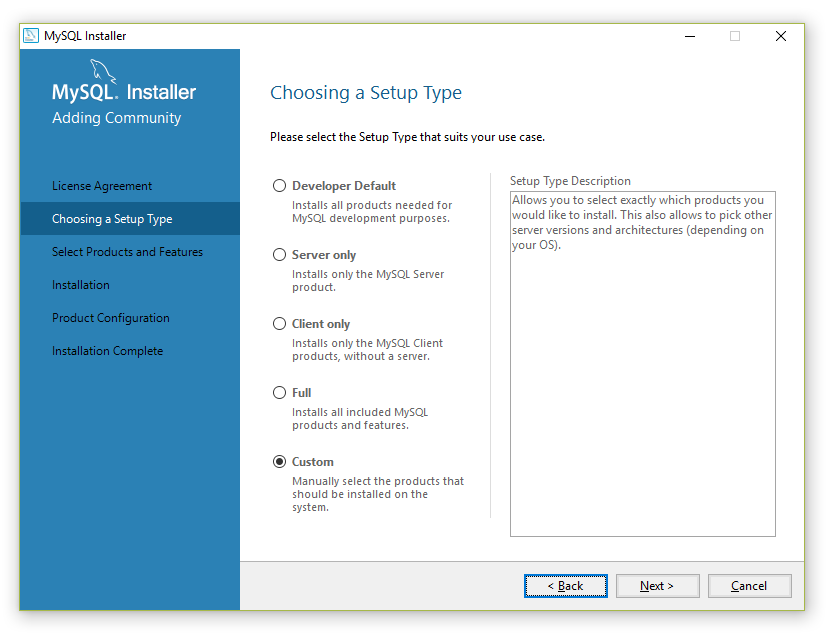 MySQL Installer
MySQL. Installer
Adding Community
License Agreement
Choosing a Setup Type
Select Products and Features
Installation
Product Configuration
Installation Complete
Choosing a Setup Type
Please select the Setup Type that suits your use case.
Developer Default
Installs all products needed for
MySQL development purposes.
Server only
Installs only the MySQL Server
product.
Client only
Installs only the MySQL Client
products, without a server.
Full
Installs all included MySQL
products and features.
Custom
Manually select the products that
should be installed on the
system.
Setup Type Description
Allows you to select exactly which products you
would like to install. This also allows to pick other
server versions and architectures (depending on
your OS).
< Back
Next >
Cancel